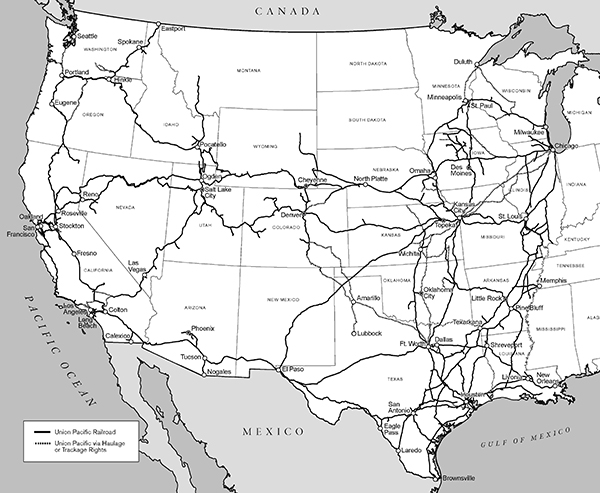 CANADA
Eastport
Seattle
Spokane
WASHINGTON
Duluth
Portland
Hinkle
MONTANA
NORTH DAKOTA
MINNESOTA
WISCONSIN
Minneapolis
St. Paul
Eugene
OREGON
MICHIGAN
IDAHO
SOUTH DAKOTA
Milwaukee
Pocatello
WYOMING
IOWA
Chicago
Ogden
Cheyenne
North Platte
NEBRASKA
Omaha
Des
Moines
Salt Lake
City
Reno
NEVADA
ILLINOIS
INDIANA
Roseville
Oakland
San
Francisco
Stockton
UTAH
Denver
COLORADO
Kansas
City
Topeka
St. Louis
KANSAS
MISSOURI
KENTUCKY
Fresno
CALIFORNIA
Las
Vegas
Wichita
TENNESSEE
OKLAHOMA
ARKANSAS
Memphis
ARIZONA
NEW MEXICO
Amarillo
Oklahoma
City
Little Rock
Pine Bluff
Los
Angeles
Long
Beach
Colton
Calexico
Phoenix
Lubbock
Texarkana
MISSISSIPPI
ALAB
Tucson
Nogales
El Paso
Ft. Worth
Dallas
Shreveport
LOUISIANA
TEXAS
Livonia
New
Orleans
Houston
San
Antonio
Eagle
Pass
Laredo
Brownsville
PACIFIC OCEAN
MEXICO
GULF OF MEXICO
Union Pacific Railroad
Union Pacific via Haulage
or Trackage Rights